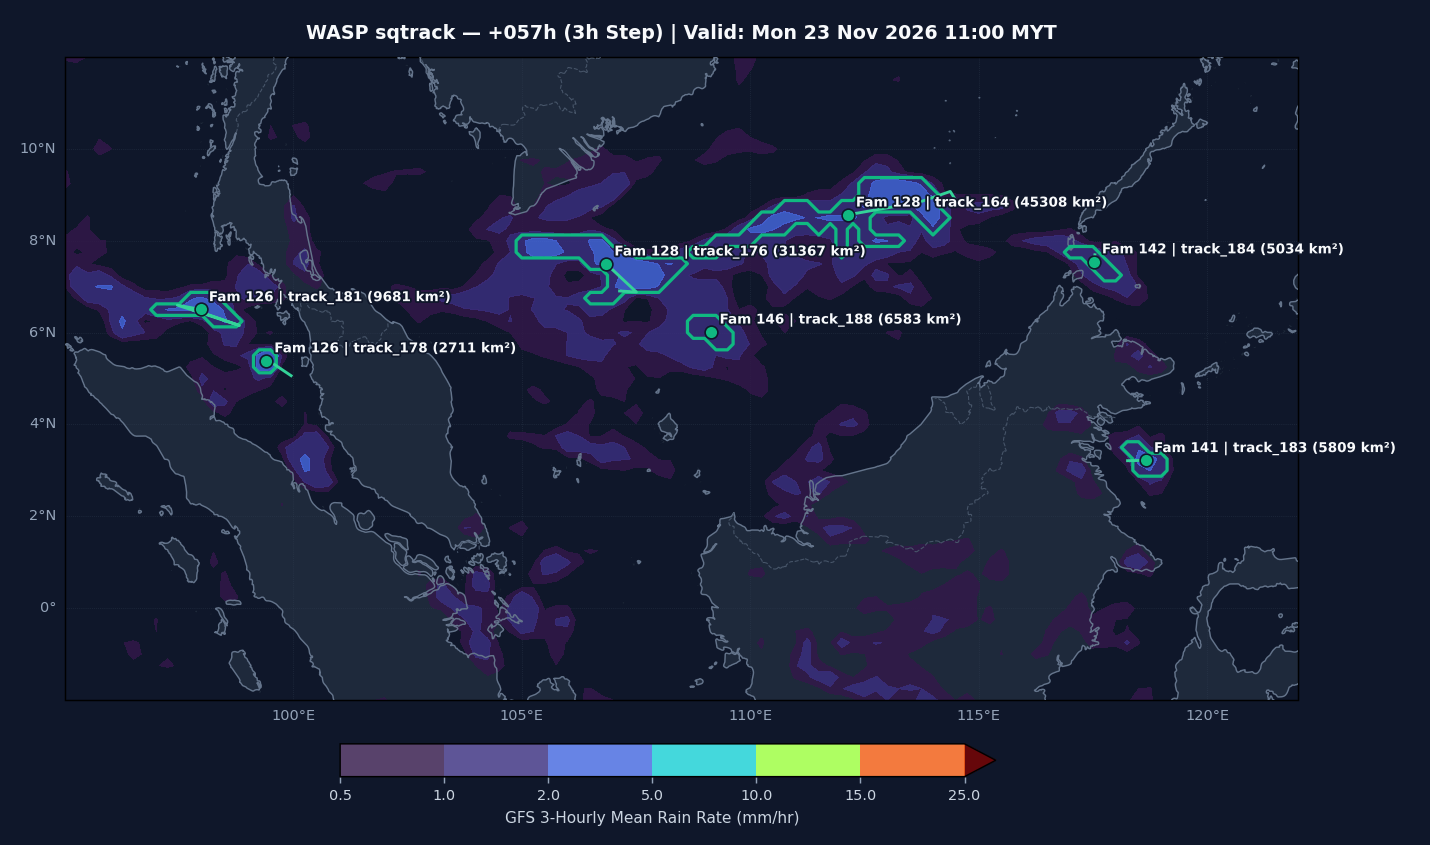 WASP sqtrack — +057h (3h Step) | Valid: Mon 23 Nov 2026 11:00 MYT
10°N
Fam 128 | track_164 (45308 km²)
8°N
Fam 128 | track_176 (31367 km²)
Fam 142 | track_184 (5034 km²)
Fam 126 | track_181 (9681 km²)
Fam 146 | track_188 (6583 km²)
6°N
Fam 126 | track_178 (2711 km²)
4°N
Fam 141 | track_183 (5809 km²)
2°N
0°
100°E 105°E 110°E 115°E 120°E
0.5 1.0 2.0 5.0 10.0 15.0 25.0
GFS 3-Hourly Mean Rain Rate (mm/hr)